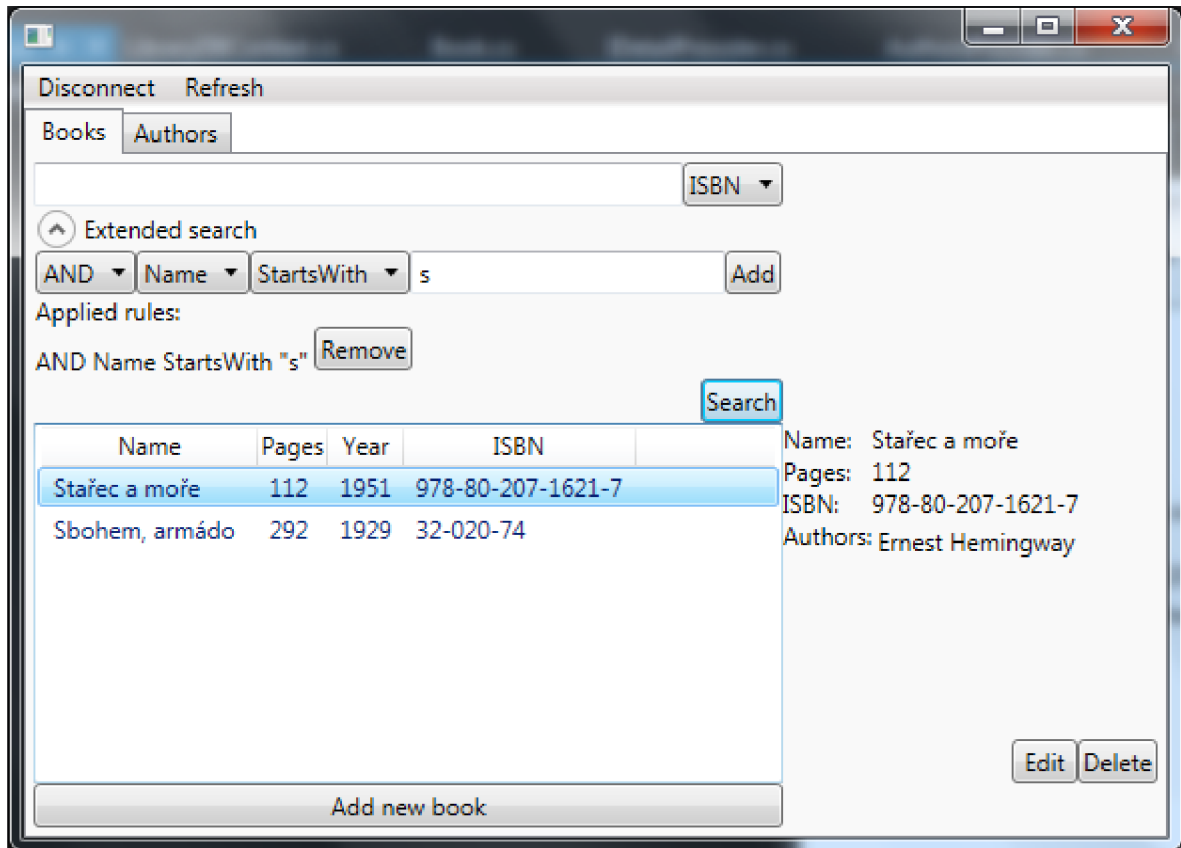 Disconnect Refresh
Books Authors
ISBN
Extended search
AND Name StartsWith s Add
Applied rules:
AND Name StartsWith "s" Remove
Search
Name Pages Year ISBN
Stařec a moře 112 1951 978-80-207-1621-7
Sbohem, armádo 292 1929 32-020-74
Name: Stařec a moře
Pages: 112
ISBN: 978-80-207-1621-7
Authors: Ernest Hemingway
Edit Delete
Add new book